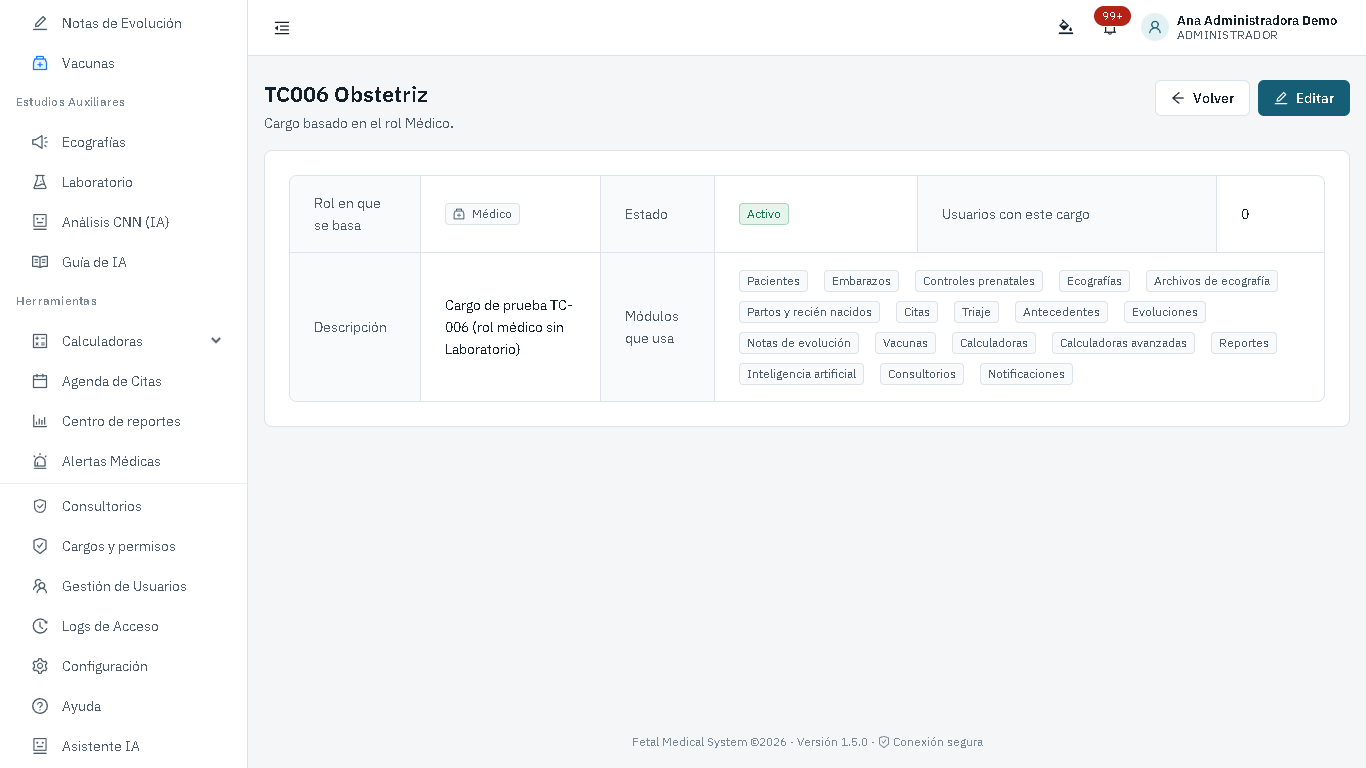 Notas de Evolución
Vacunas
Estudios Auxiliares
Ecografías
Laboratorio
Análisis CNN (IA)
Guía de IA
Herramientas
Calculadoras
Agenda de Citas
Centro de reportes
Alertas Médicas
Consultorios
Cargos y permisos
Gestión de Usuarios
Logs de Acceso
Configuración
Ayuda
Asistente IA
99+
Ana Administradora Demo
ADMINISTRADOR
TC006 Obstetriz
Cargo basado en el rol Médico.
Volver
Editar
Rol en que
se basa
Médico
Estado
Activo
Usuarios con este cargo
0
Descripción
Cargo de prueba TC-
006 (rol médico sin
Laboratorio)
Módulos
que usa
Pacientes Embarazos Controles prenatales Ecografías Archivos de ecografía
Partos y recién nacidos Citas Triaje Antecedentes Evoluciones
Notas de evolución Vacunas Calculadoras Calculadoras avanzadas Reportes
Inteligencia artificial Consultorios Notificaciones
Fetal Medical System ©2026 - Versión 1.5.0 - Conexión segura